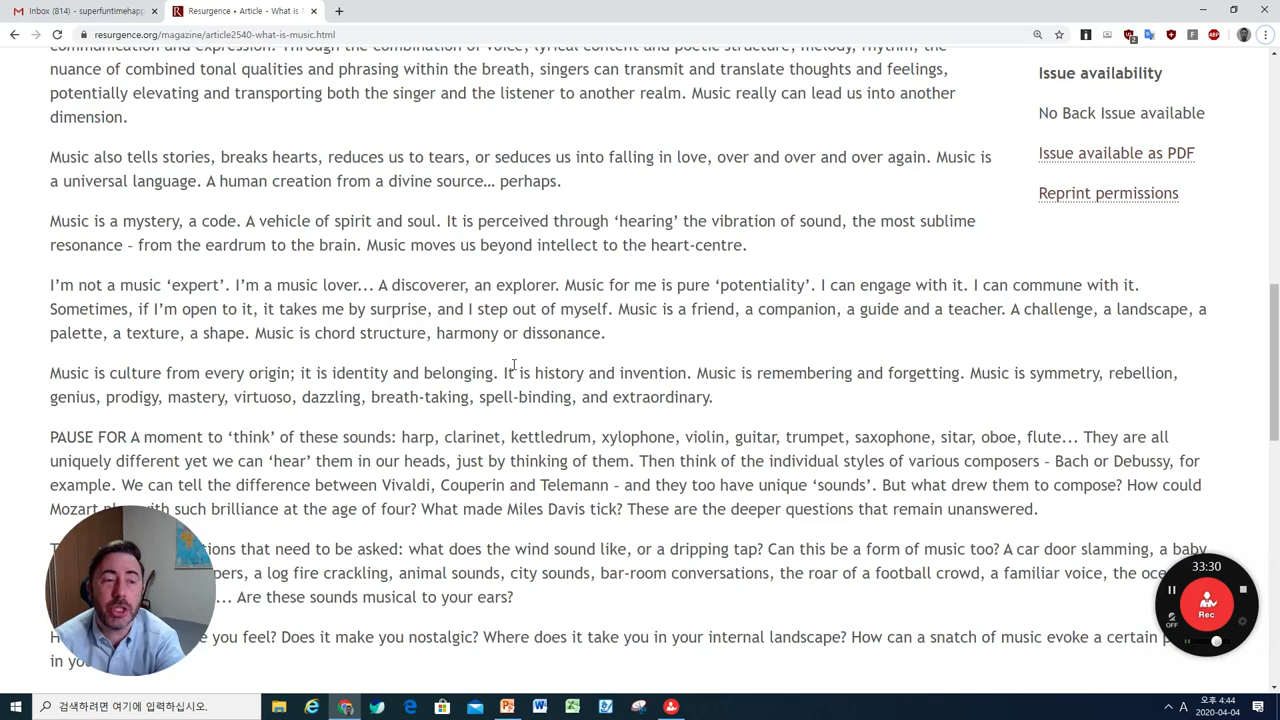 Inbox (814) - superfuntimehapp
Resurgence • Article - What is M
resurgence.org/magazine/article2540-what-is-music.html
communication and expression. Through the combination of voice, lyrical content and poetic structure, melody, rhythm, the
nuance of combined tonal qualities and phrasing within the breath, singers can transmit and translate thoughts and feelings,
potentially elevating and transporting both the singer and the listener to another realm. Music really can lead us into another
dimension.
Music also tells stories, breaks hearts, reduces us to tears, or seduces us into falling in love, over and over and over again. Music is
a universal language. A human creation from a divine source… perhaps.
Music is a mystery, a code. A vehicle of spirit and soul. It is perceived through ‘hearing’ the vibration of sound, the most sublime
resonance – from the eardrum to the brain. Music moves us beyond intellect to the heart-centre.
I’m not a music ‘expert’. I’m a music lover... A discoverer, an explorer. Music for me is pure ‘potentiality’. I can engage with it. I can commune with it.
Sometimes, if I’m open to it, it takes me by surprise, and I step out of myself. Music is a friend, a companion, a guide and a teacher. A challenge, a landscape, a
palette, a texture, a shape. Music is chord structure, harmony or dissonance.
Music is culture from every origin; it is identity and belonging. It is history and invention. Music is remembering and forgetting. Music is symmetry, rebellion,
genius, prodigy, mastery, virtuoso, dazzling, breath-taking, spell-binding, and extraordinary.
PAUSE FOR A moment to ‘think’ of these sounds: harp, clarinet, kettledrum, xylophone, violin, guitar, trumpet, saxophone, sitar, oboe, flute... They are all
uniquely different yet we can ‘hear’ them in our heads, just by thinking of them. Then think of the individual styles of various composers – Bach or Debussy, for
example. We can tell the difference between Vivaldi, Couperin and Telemann – and they too have unique ‘sounds’. But what drew them to compose? How could
Mozart with such brilliance at the age of four? What made Miles Davis tick? These are the deeper questions that remain unanswered.
that need to be asked: what does the wind sound like, or a dripping tap? Can this be a form of music too? A car door slamming, a baby
a log fire crackling, animal sounds, city sounds, bar-room conversations, the roar of a football crowd, a familiar voice, the
... Are these sounds musical to your ears?
you feel? Does it make you nostalgic? Where does it take you in your internal landscape? How can a snatch of music evoke a certain
in
Issue availability
No Back Issue available
Issue available as PDF
Reprint permissions
33:30
Rec
OFF
검색하려면 여기에 입력하십시오.
A
오후 4:44
2020-04-04